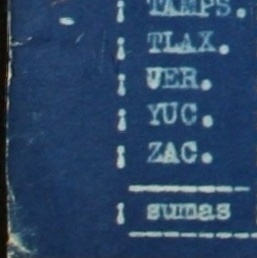 TAMPS.
TLAX.
VER.
YUC.
ZAC.
sumas